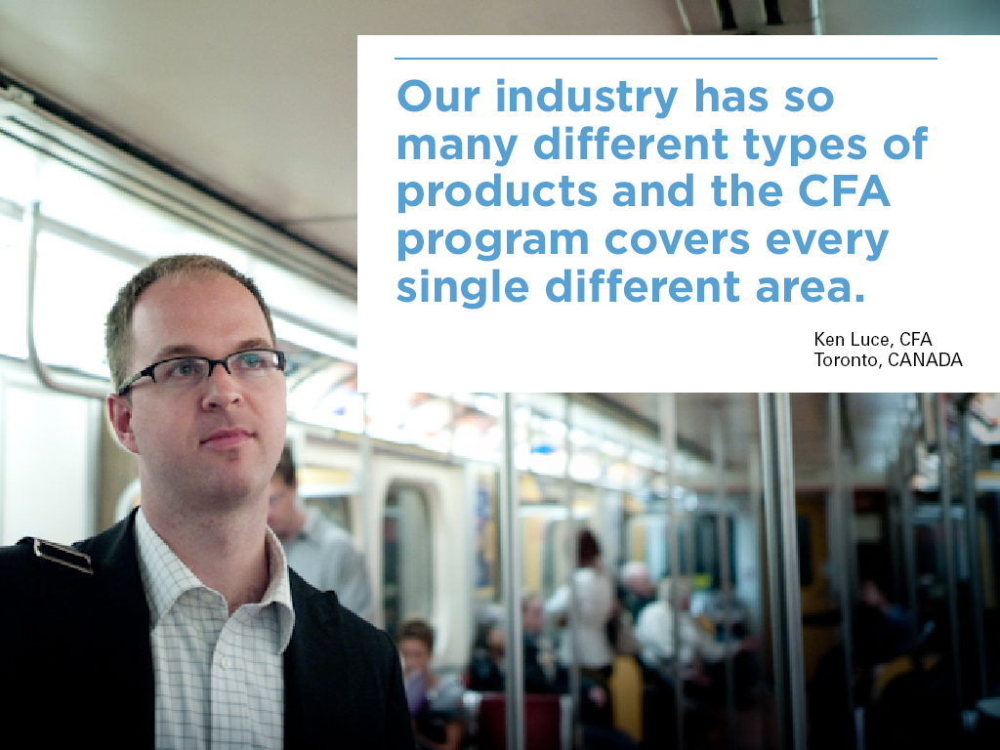 Our industry has so
many different types of
products and the CFA
program covers every
single different area.
Ken Luce, CFA
Toronto, CANADA